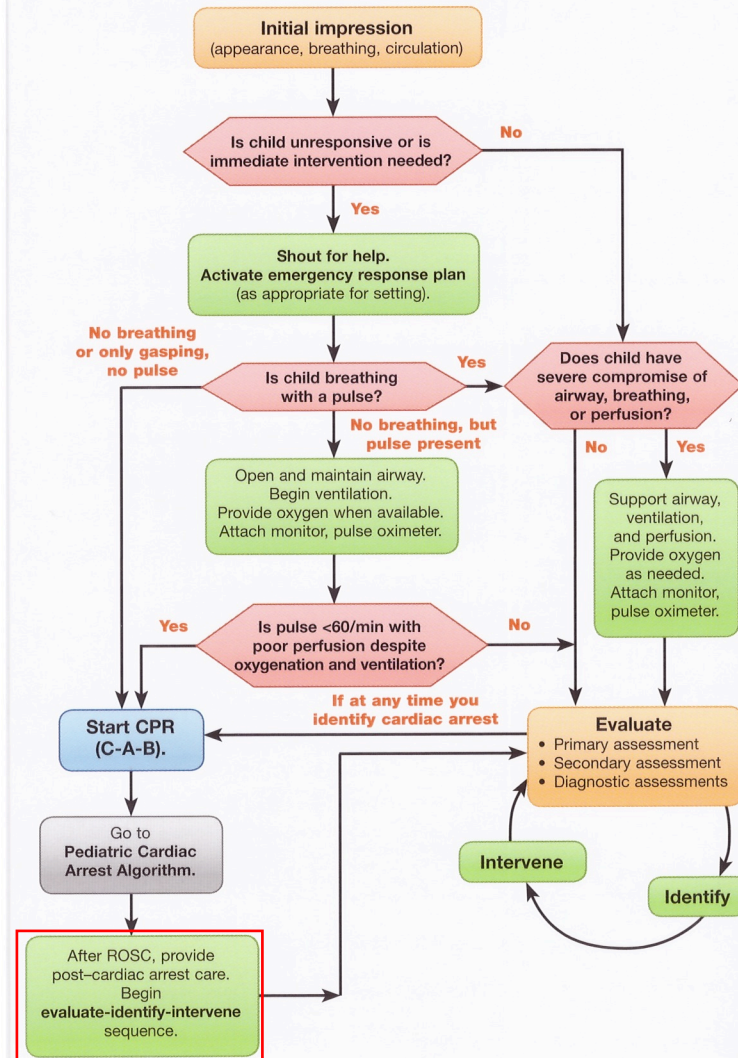 Initial impression
(appearance, breathing, circulation)
Is child unresponsive or is
immediate intervention needed?
No
Yes
Shout for help.
Activate emergency response plan
(as appropriate for setting).
No breathing
or only gasping,
no pulse
Is child breathing
with a pulse?
Yes
Does child have
severe compromise of
airway, breathing,
or perfusion?
No breathing, but
pulse present
No
Yes
Open and maintain airway.
Begin ventilation.
Provide oxygen when available.
Attach monitor, pulse oximeter.
Support airway,
ventilation,
and perfusion.
Provide oxygen
as needed.
Attach monitor,
pulse oximeter.
Yes
Is pulse <60/min with
poor perfusion despite
oxygenation and ventilation?
No
If at any time you
identify cardiac arrest
Start CPR
(C-A-B).
Evaluate
• Primary assessment
• Secondary assessment
• Diagnostic assessments
Go to
Pediatric Cardiac
Arrest Algorithm.
Intervene
Identify
After ROSC, provide
post–cardiac arrest care.
Begin
evaluate-identify-intervene
sequence.